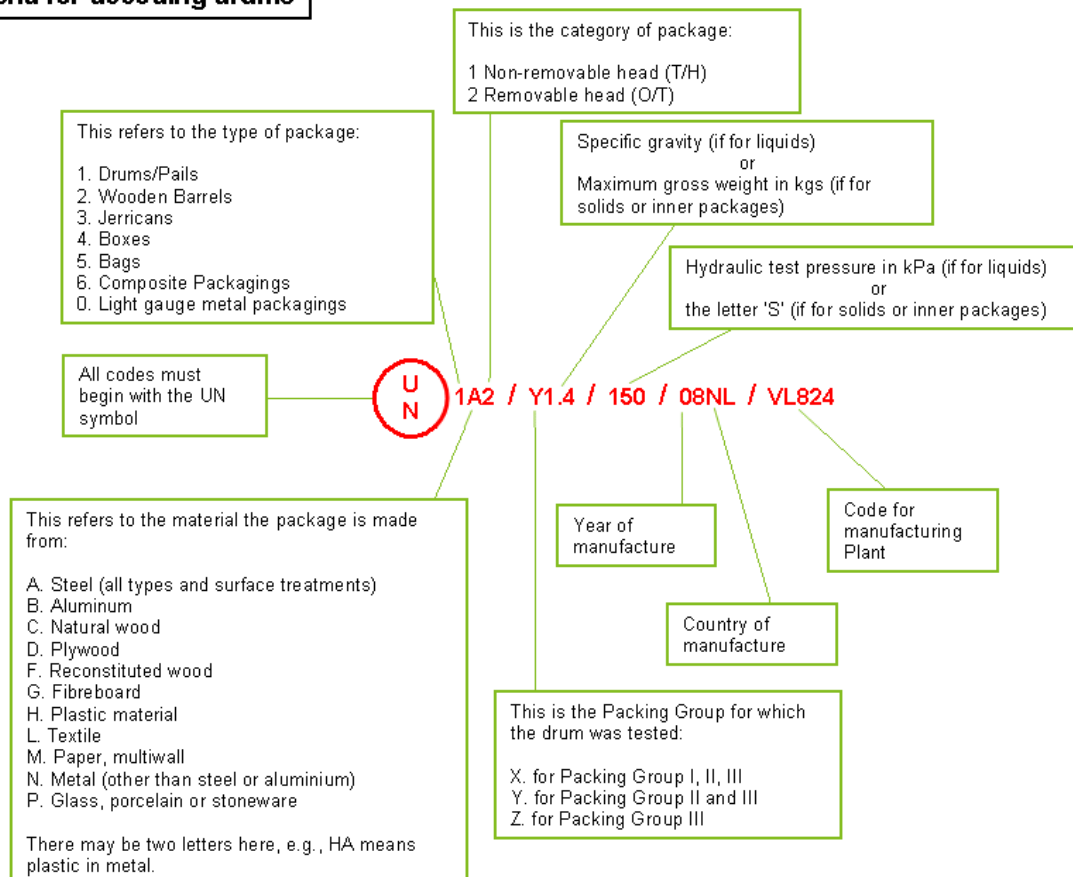 for
drums
This is the category of package:
1 Non-removable head (T/H)
2 Removable head (O/T)
This refers to the type of package:
1. Drums/Pails
2. Wooden Barrels
3. Jerricans
4. Boxes
5. Bags
6. Composite Packagings
0. Light gauge metal packagings
Specific gravity (if for liquids)
or
Maximum gross weight in kgs (if for
solids or inner packages)
Hydraulic test pressure in kPa (if for liquids)
or
the letter 'S' (if for solids or inner packages)
All codes must
begin with the UN
symbol
U
N
1A2 / Y1.4 / 150 / 08NL / VL824
This refers to the material the package is made
from:
A. Steel (all types and surface treatments)
B. Aluminum
C. Natural wood
D. Plywood
F. Reconstituted wood
G. Fibreboard
H. Plastic material
L. Textile
M. Paper, multiwall
N. Metal (other than steel or aluminium)
P. Glass, porcelain or stoneware
There may be two letters here, e.g., HA means
plastic in metal.
Year of
manufacture
Code for
manufacturing
Plant
Country of
manufacture
This is the Packing Group for which
the drum was tested:
X. for Packing Group I, II, III
Y. for Packing Group II and III
Z. for Packing Group III